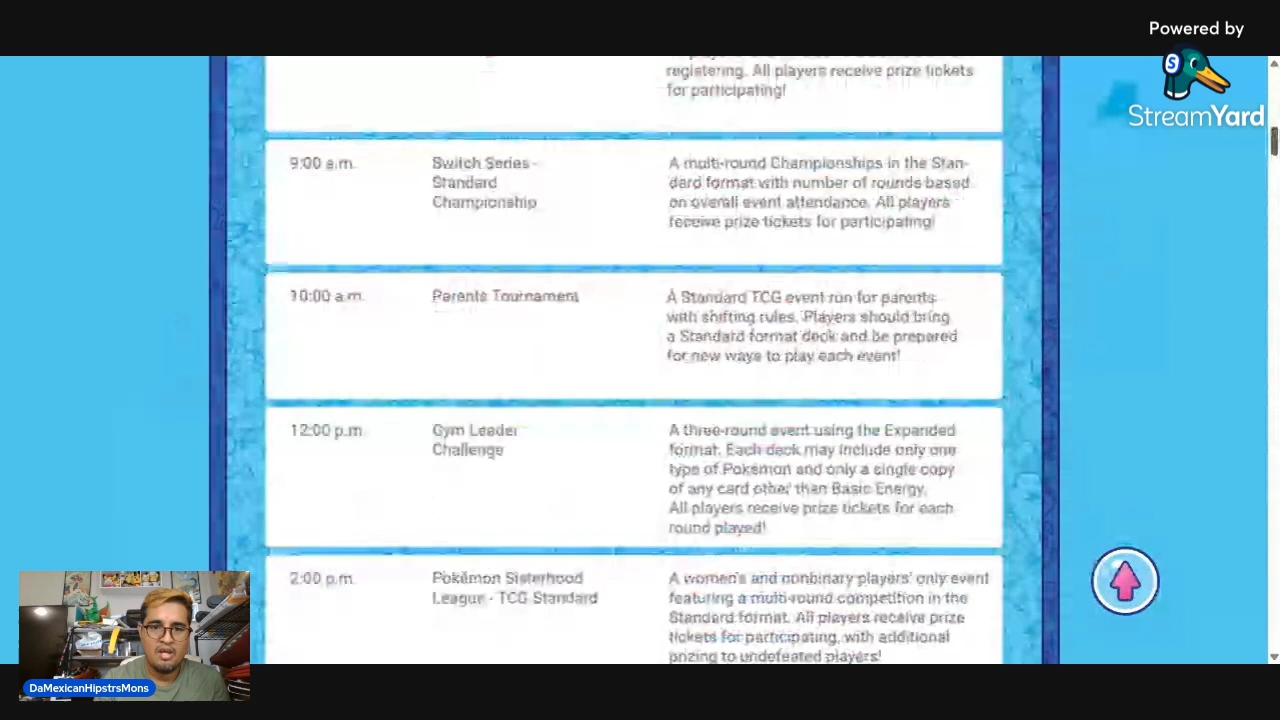 Powered by
StreamYard
registering. All players receive prize tickets
for participating!
9:00 a.m.
Switch Series -
Standard
Championship
A multi-round Championships in the Stan-
dard format with number of rounds based
on overall event attendance. All players
receive prize tickets for participating!
10:00 a.m.
Parents Tournament
A Standard TCG event run for parents
with shifting rules. Players should bring
a Standard format deck and be prepared
for new ways to play each event!
12:00 p.m.
Gym Leader
Challenge
A three-round event using the Expanded
format. Each deck may include only one
type of Pokémon and only a single copy
of any card other than Basic Energy.
All players receive prize tickets for each
round played!
2:00 p.m.
Pokémon Sisterhood
League - TCG Standard
A women's and nonbinary players' only event
featuring a multi-round competition in the
Standard format. All players receive prize
tickets for participating, with additional
prizing to undefeated players!
DaMexicanHipstrsMons